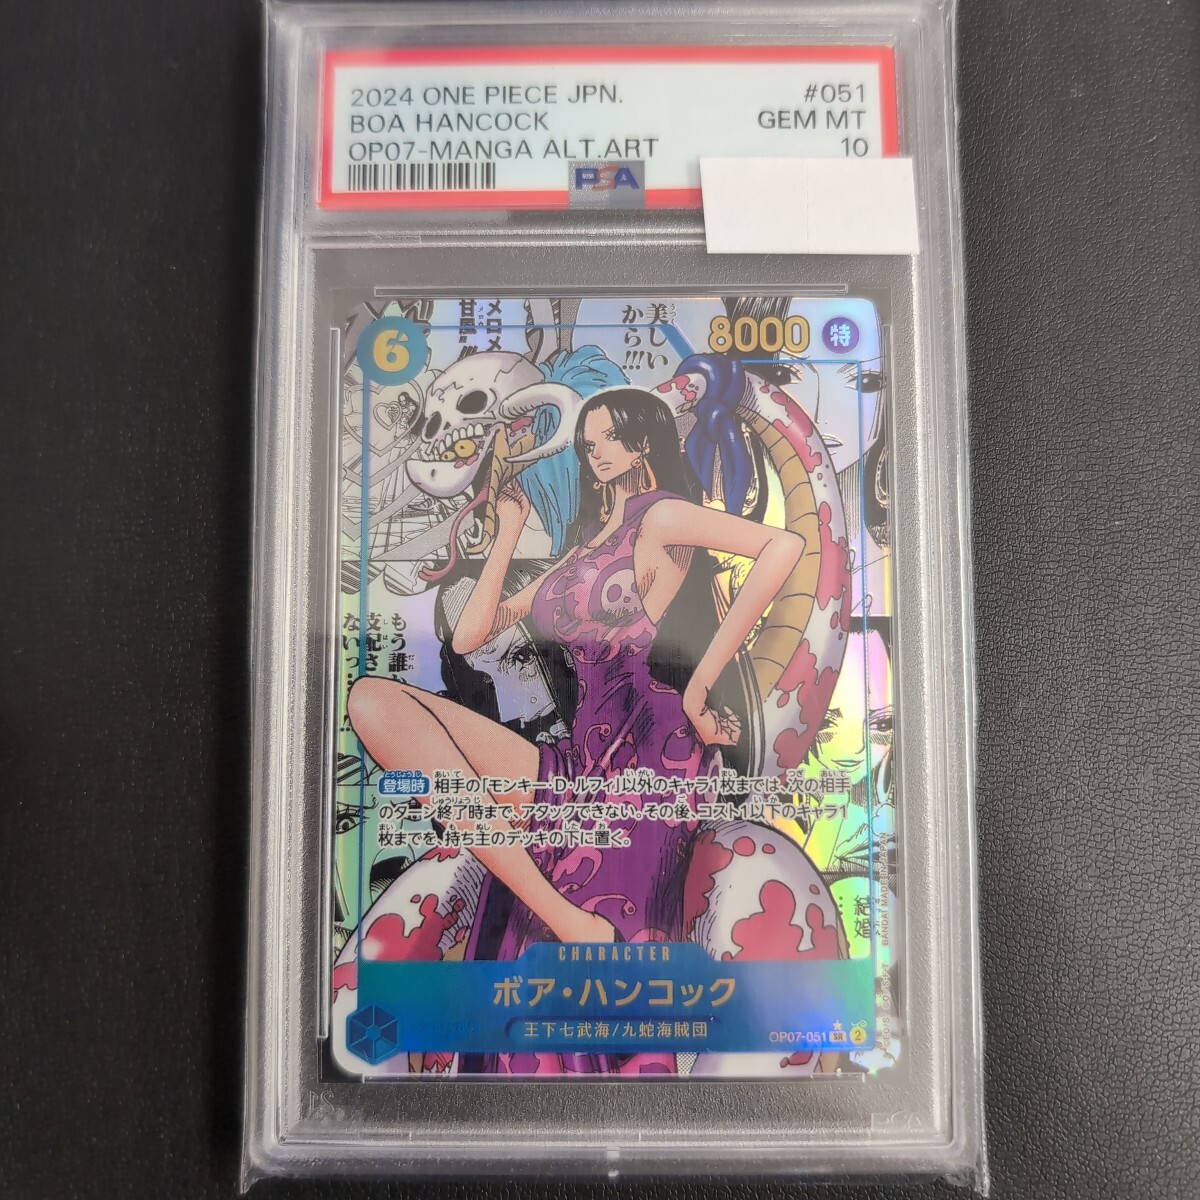 2024 ONE PIECE JPN.
#051
BOA HANCOCK
GEM MT
OP07-MANGA ALT.ART
10
PSA
6
8000
特
美しい
から!!!
メロメ
甘風!!!
もう誰
支配さ
ない
登場時 相手の「モンキー・D・ルフィ」以外のキャラ1枚までは、次の相手
のターン終了時まで、アタックできない。その後、コスト1以下のキャラ1
枚までを、持ち主のデッキの下に置く。
CHARACTER
ボア・ハンコック
王下七武海/九蛇海賊団
OP07-051 SR 2
BANDAI MADE IN JAPAN